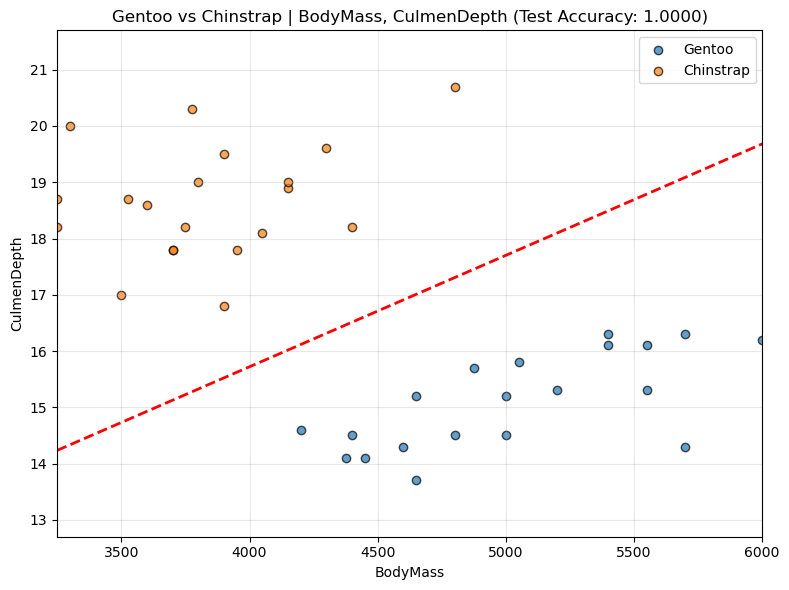 Gentoo vs Chinstrap | BodyMass, CulmenDepth (Test Accuracy: 1.0000)
Gentoo
Chinstrap
21
20
19
18
17
16
15
14
13
CulmenDepth
3500 4000 4500 5000 5500 6000
BodyMass